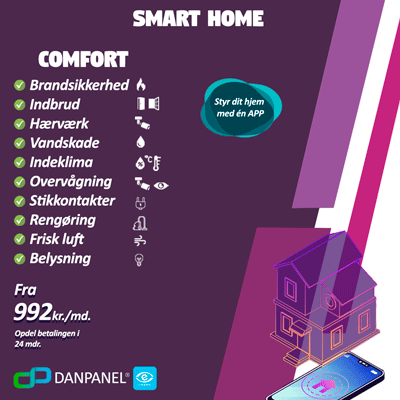 SMART HOME
COMFORT
Brandsikkerhed
Indbrud
Hærværk
Vandskade
Indeklima
°C
Overvågning
Stikkontakter
Rengøring
Frisk luft
Belysning
Styr dit hjem
med én APP
Fra
992kr./md.
Opdel betalingen i
24 mdr.
DANPANEL®